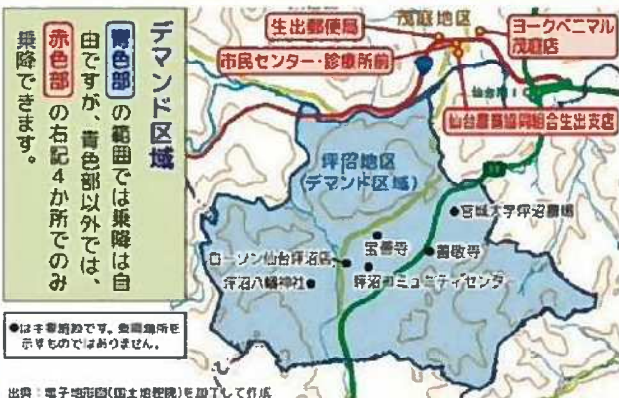 デマンド区域
青色部 の範囲では乗降は自
由ですが、青色部以外では、
赤色部 の右記4か所でのみ
乗降できます。
●は主要施設です。乗降場所を
示すものではありません。
出典:電子地形図(国土地理院)を加工して作成
茂庭地区
生出郵便局
ヨークベニマル
茂庭店
市民センター・診療所前
仙台南IC
仙台農業協同組合生出支店
坪沼地区
(デマンド区域)
宮城大学坪沼農場
宝善寺
ローソン仙台坪沼店
坪沼八幡神社
坪沼コミュニティセンタ